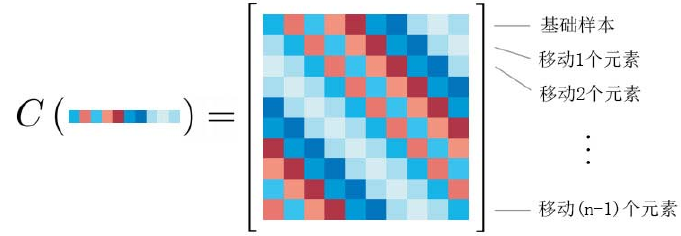 C( ) = [ ]
基础样本
移动1个元素
移动2个元素
⋮
移动(n-1)个元素